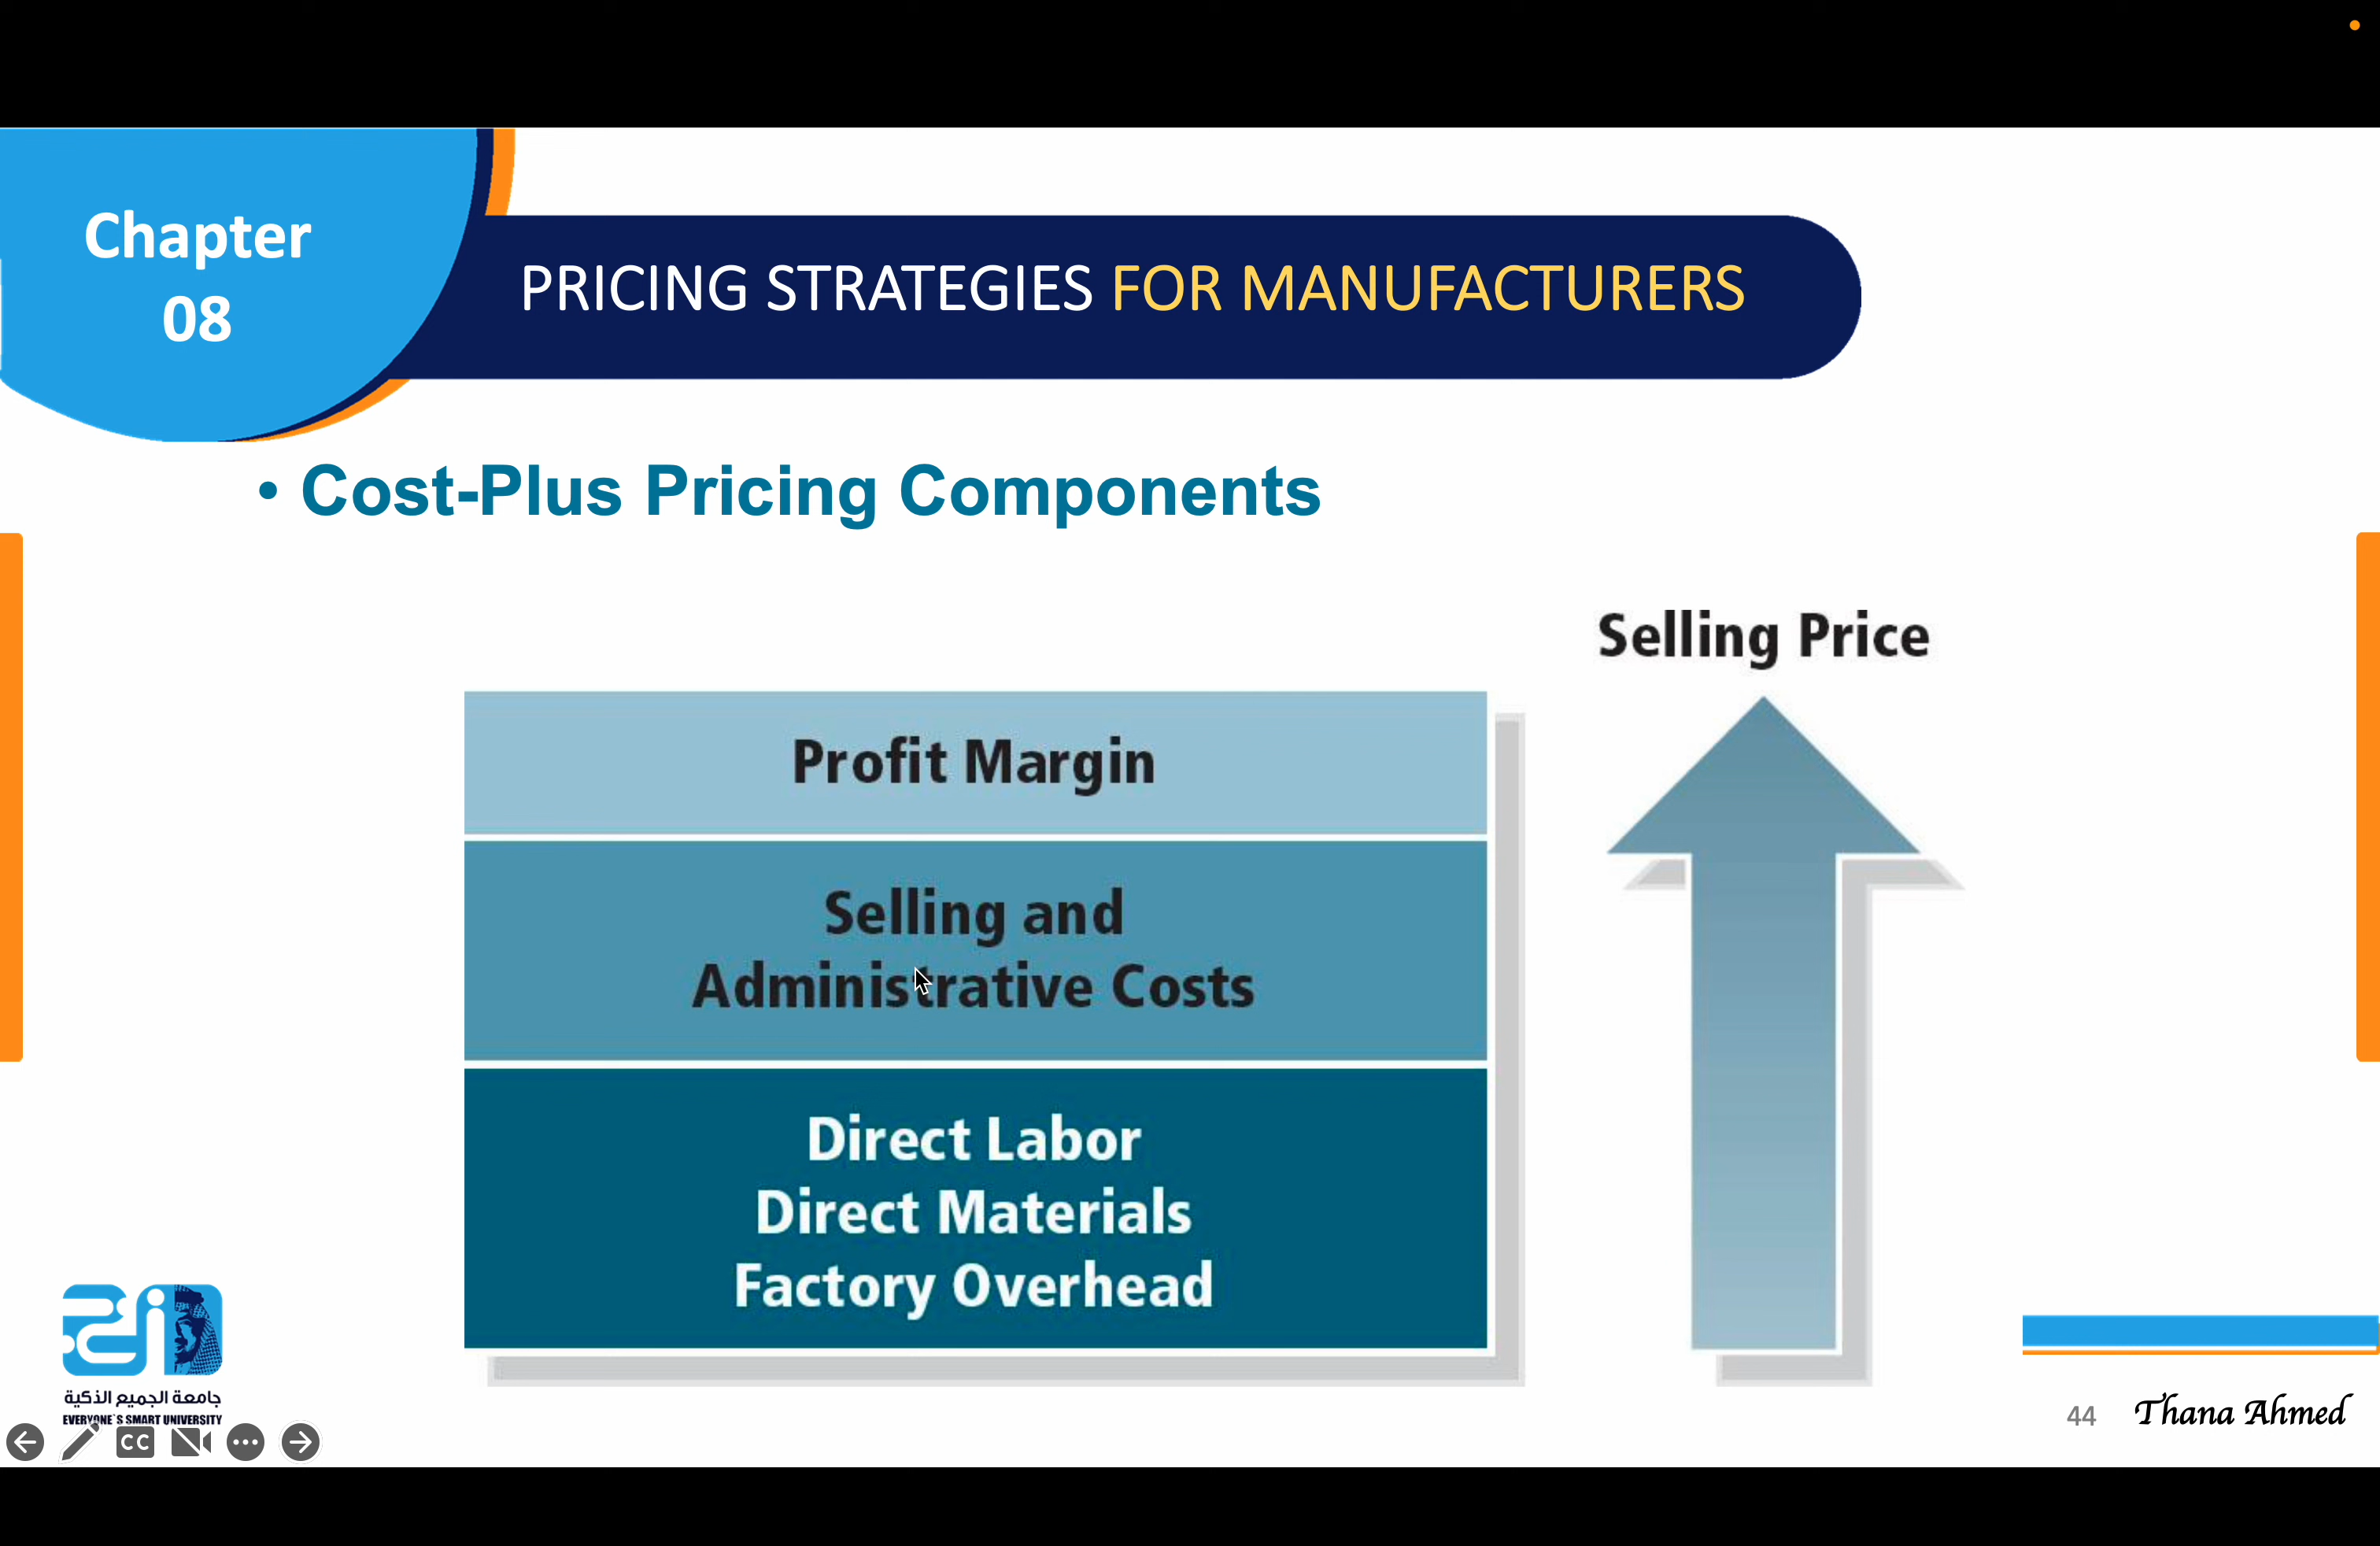 Chapter
08
PRICING STRATEGIES FOR MANUFACTURERS
• Cost-Plus Pricing Components
Selling Price
Profit Margin
Selling and
Administrative Costs
Direct Labor
Direct Materials
Factory Overhead
جامعة الجميع الذكية
EVERYONE`S SMART UNIVERSITY
CC
44
Thana Ahmed